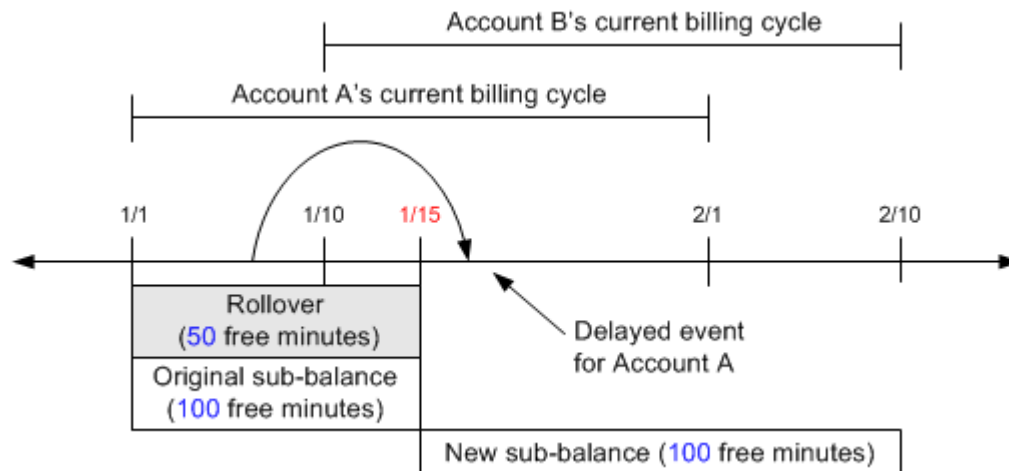 Account B's current billing cycle
Account A's current billing cycle
1/1
1/10
1/15
2/1
2/10
Rollover
(50 free minutes)
Original sub-balance
(100 free minutes)
Delayed event
for Account A
New sub-balance (100 free minutes)